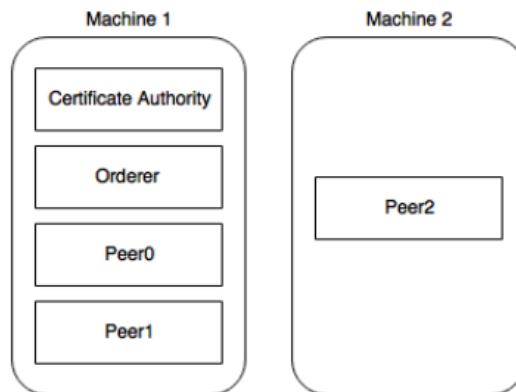 Machine 1
Certificate Authority
Orderer
Peer0
Peer1
Machine 2
Peer2